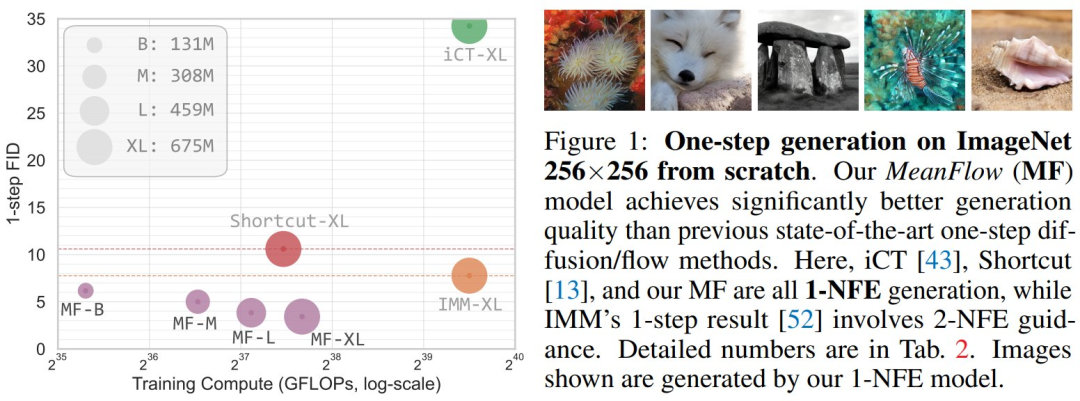 35
30
25
20
15
10
5
0
1-step FID
B: 131M
M: 308M
L: 459M
XL: 675M
iCT-XL
Shortcut-XL
IMM-XL
MF-B
MF-M
MF-L
MF-XL
2^35
2^36
2^37
2^38
2^39
2^40
Training Compute (GFLOPs, log-scale)
Figure 1: One-step generation on ImageNet
256×256 from scratch. Our MeanFlow (MF)
model achieves significantly better generation
quality than previous state-of-the-art one-step dif-
fusion/flow methods. Here, iCT [43], Shortcut
[13], and our MF are all 1-NFE generation, while
IMM's 1-step result [52] involves 2-NFE guid-
ance. Detailed numbers are in Tab. 2. Images
shown are generated by our 1-NFE model.